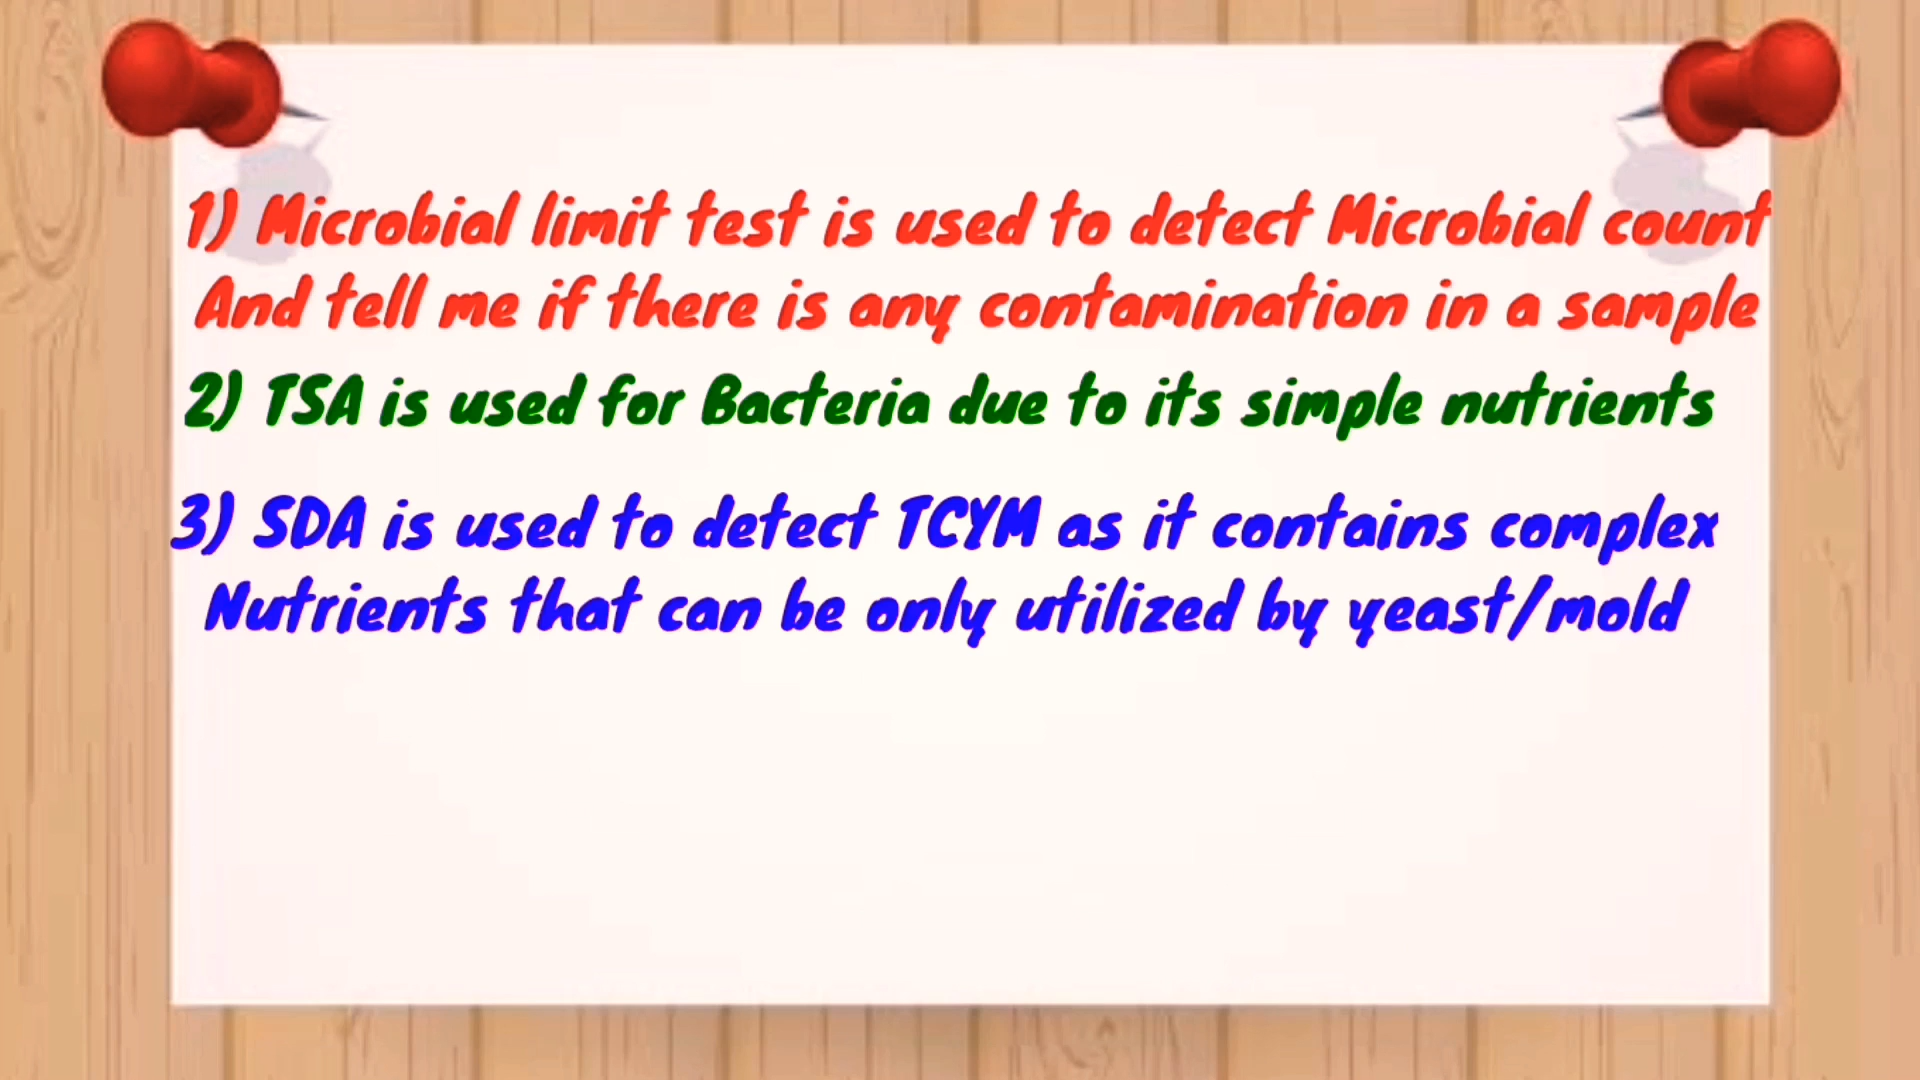 1) Microbial limit test is used to detect Microbial count
And tell me if there is any contamination in a sample
2) TSA is used for Bacteria due to its simple nutrients
3) SDA is used to detect TCYM as it contains complex
Nutrients that can be only utilized by yeast/mold